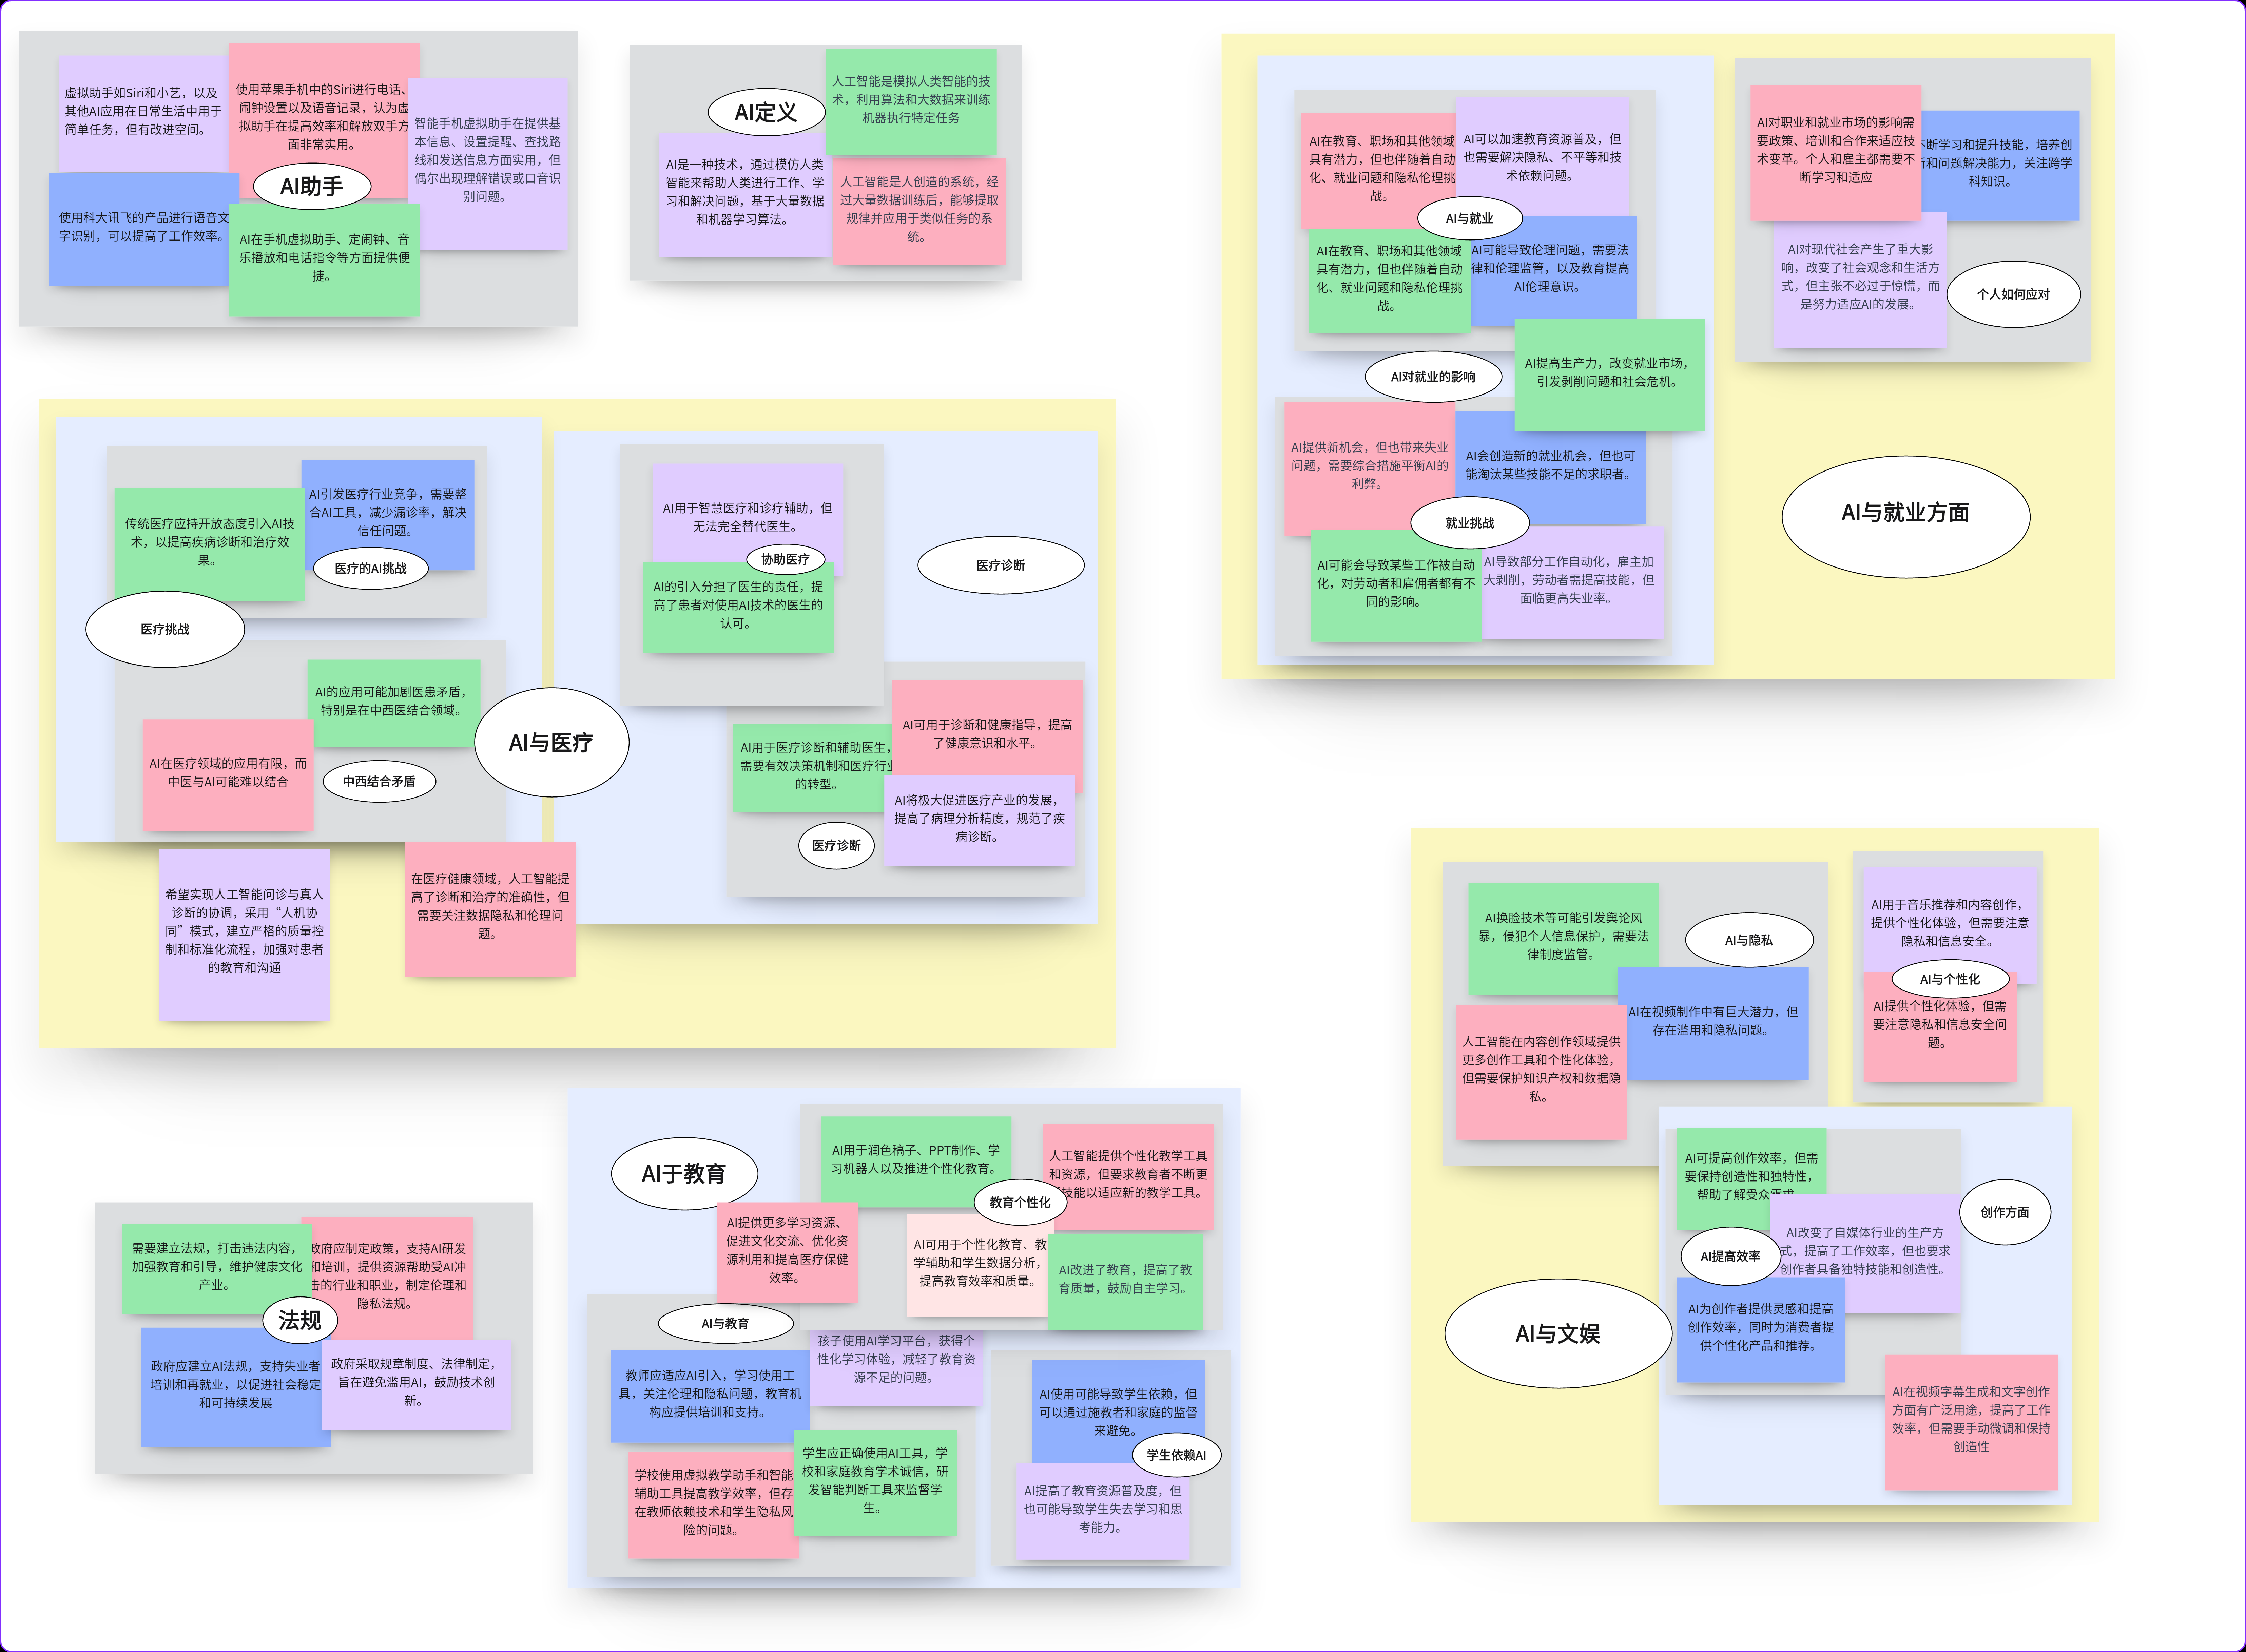 虚拟助手如Siri和小艺，以及
其他AI应用在日常生活中用于
简单任务，但有改进空间。
使用苹果手机中的Siri进行电话、
闹钟设置以及语音记录，认为虚
拟助手在提高效率和解放双手方
面非常实用。
智能手机虚拟助手在提供基
本信息、设置提醒、查找路
线和发送信息方面实用，但
偶尔出现理解错误或口音识
别问题。
AI助手
使用科大讯飞的产品进行语音文
字识别，可以提高了工作效率。
AI在手机虚拟助手、定闹钟、音
乐播放和电话指令等方面提供便
捷。
AI定义
人工智能是模拟人类智能的技
术，利用算法和大数据来训练
机器执行特定任务
AI是一种技术，通过模仿人类
智能来帮助人类进行工作、学
习和解决问题，基于大量数据
和机器学习算法。
人工智能是人创造的系统，经
过大量数据训练后，能够提取
规律并应用于类似任务的系
统。
AI在教育、职场和其他领域
具有潜力，但也伴随着自动
化、就业问题和隐私伦理挑
战。
AI可以加速教育资源普及，但
也需要解决隐私、不平等和技
术依赖问题。
AI与就业
AI在教育、职场和其他领域
具有潜力，但也伴随着自动
化、就业问题和隐私伦理挑
战。
AI可能导致伦理问题，需要法
律和伦理监管，以及教育提高
AI伦理意识。
AI对就业的影响
AI提高生产力，改变就业市场，
引发剥削问题和社会危机。
AI提供新机会，但也带来失业
问题，需要综合措施平衡AI的
利弊。
AI会创造新的就业机会，但也可
能淘汰某些技能不足的求职者。
就业挑战
AI可能会导致某些工作被自动
化，对劳动者和雇佣者都有不
同的影响。
AI导致部分工作自动化，雇主加
大剥削，劳动者需提高技能，但
面临更高失业率。
AI对职业和就业市场的影响需
要政策、培训和合作来适应技
术变革。个人和雇主都需要不
断学习和适应
断学习和提升技能，培养创
和问题解决能力，关注跨学
科知识。
AI对现代社会产生了重大影
响，改变了社会观念和生活方
式，但主张不必过于惊慌，而
是努力适应AI的发展。
个人如何应对
AI与就业方面
传统医疗应持开放态度引入AI技
术，以提高疾病诊断和治疗效
果。
AI引发医疗行业竞争，需要整
合AI工具，减少漏诊率，解决
信任问题。
医疗的AI挑战
医疗挑战
AI的应用可能加剧医患矛盾，
特别是在中西医结合领域。
AI在医疗领域的应用有限，而
中医与AI可能难以结合
中西结合矛盾
AI与医疗
AI用于智慧医疗和诊疗辅助，但
无法完全替代医生。
协助医疗
AI的引入分担了医生的责任，提
高了患者对使用AI技术的医生的
认可。
医疗诊断
AI用于医疗诊断和辅助医生，
需要有效决策机制和医疗行业
的转型。
AI可用于诊断和健康指导，提高
了健康意识和水平。
AI将极大促进医疗产业的发展，
提高了病理分析精度，规范了疾
病诊断。
医疗诊断
希望实现人工智能问诊与真人
诊断的协调，采用“人机协
同”模式，建立严格的质量控
制和标准化流程，加强对患者
的教育和沟通
在医疗健康领域，人工智能提
高了诊断和治疗的准确性，但
需要关注数据隐私和伦理问
题。
AI换脸技术等可能引发舆论风
暴，侵犯个人信息保护，需要法
律制度监管。
AI与隐私
AI在视频制作中有巨大潜力，但
存在滥用和隐私问题。
人工智能在内容创作领域提供
更多创作工具和个性化体验，
但需要保护知识产权和数据隐
私。
AI用于音乐推荐和内容创作，
提供个性化体验，但需要注意
隐私和信息安全。
AI与个性化
AI提供个性化体验，但需
要注意隐私和信息安全问
题。
AI可提高创作效率，但需
要保持创造性和独特性，
帮助了解受众需求
AI改变了自媒体行业的生产方
式，提高了工作效率，但也要求
创作者具备独特技能和创造性。
AI提高效率
创作方面
AI为创作者提供灵感和提高
创作效率，同时为消费者提
供个性化产品和推荐。
AI在视频字幕生成和文字创作
方面有广泛用途，提高了工作
效率，但需要手动微调和保持
创造性
AI与文娱
AI于教育
AI用于润色稿子、PPT制作、学
习机器人以及推进个性化教育。
人工智能提供个性化教学工具
和资源，但要求教育者不断更
技能以适应新的教学工具。
教育个性化
AI提供更多学习资源、
促进文化交流、优化资
源利用和提高医疗保健
效率。
AI可用于个性化教育、教
学辅助和学生数据分析，
提高教育效率和质量。
AI改进了教育，提高了教
育质量，鼓励自主学习。
AI与教育
孩子使用AI学习平台，获得个
性化学习体验，减轻了教育资
源不足的问题。
教师应适应AI引入，学习使用工
具，关注伦理和隐私问题，教育机
构应提供培训和支持。
学校使用虚拟教学助手和智能
辅助工具提高教学效率，但存
在教师依赖技术和学生隐私风
险的问题。
学生应正确使用AI工具，学
校和家庭教育学术诚信，研
发智能判断工具来监督学
生。
AI使用可能导致学生依赖，但
可以通过施教者和家庭的监督
来避免。
学生依赖AI
AI提高了教育资源普及度，但
也可能导致学生失去学习和思
考能力。
需要建立法规，打击违法内容，
加强教育和引导，维护健康文化
产业。
政府应制定政策，支持AI研发
和培训，提供资源帮助受AI冲
击的行业和职业，制定伦理和
隐私法规。
法规
政府应建立AI法规，支持失业者
培训和再就业，以促进社会稳定
和可持续发展
政府采取规章制度、法律制定，
旨在避免滥用AI，鼓励技术创
新。